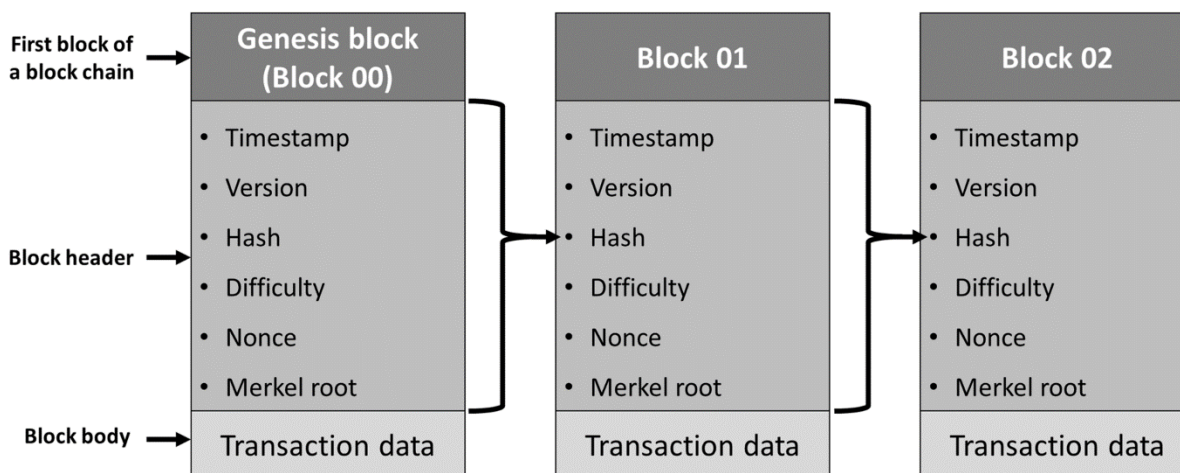 First block of
a block chain
Genesis block
(Block 00)
Block 01
Block 02
Block header
• Timestamp
• Version
• Hash
• Difficulty
• Nonce
• Merkel root
• Timestamp
• Version
• Hash
• Difficulty
• Nonce
• Merkel root
• Timestamp
• Version
• Hash
• Difficulty
• Nonce
• Merkel root
Block body
Transaction data
Transaction data
Transaction data